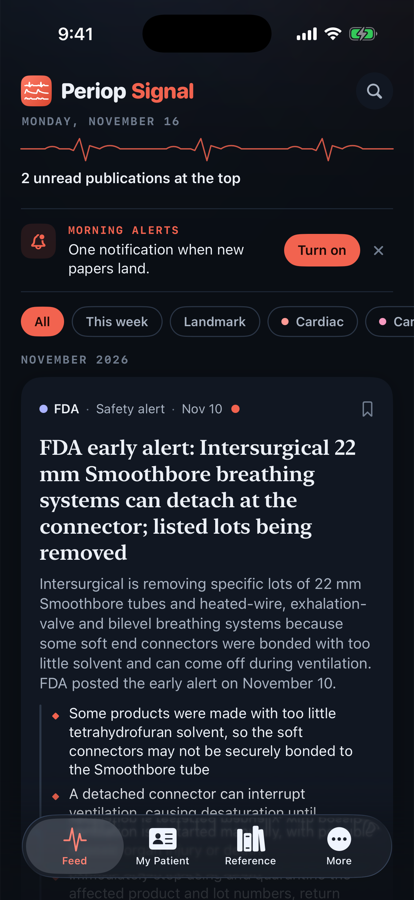 9:41
Periop Signal
MONDAY, NOVEMBER 16
2 unread publications at the top
MORNING ALERTS
One notification when new
papers land.
Turn on
All
This week
Landmark
Cardiac
Car
NOVEMBER 2026
FDA · Safety alert · Nov 10
FDA early alert: Intersurgical 22
mm Smoothbore breathing
systems can detach at the
connector; listed lots being
removed
Intersurgical is removing specific lots of 22 mm
Smoothbore tubes and heated-wire, exhalation-
valve and bilevel breathing systems because
some soft end connectors were bonded with too
little solvent and can come off during ventilation.
FDA posted the early alert on November 10.
Some products were made with too little
tetrahydrofuran solvent, so the soft
connectors may not be securely bonded to
the Smoothbore tube
A detached connector can interrupt
ventilation, causing desaturation until
Feed
My Patient
Reference
More
affected product and lot numbers, return